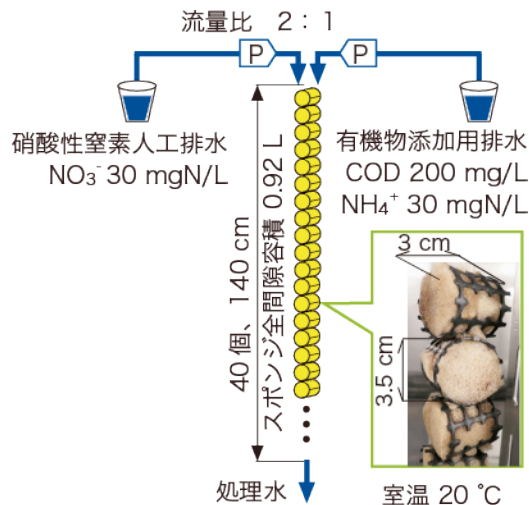 流量比 2：1
P
P
硝酸性窒素人工排水
NO₃⁻ 30 mgN/L
有機物添加用排水
COD 200 mg/L
NH₄⁺ 30 mgN/L
40 個、140 cm
スポンジ全間隙容積 0.92 L
3 cm
3.5 cm
処理水
室温 20 ℃